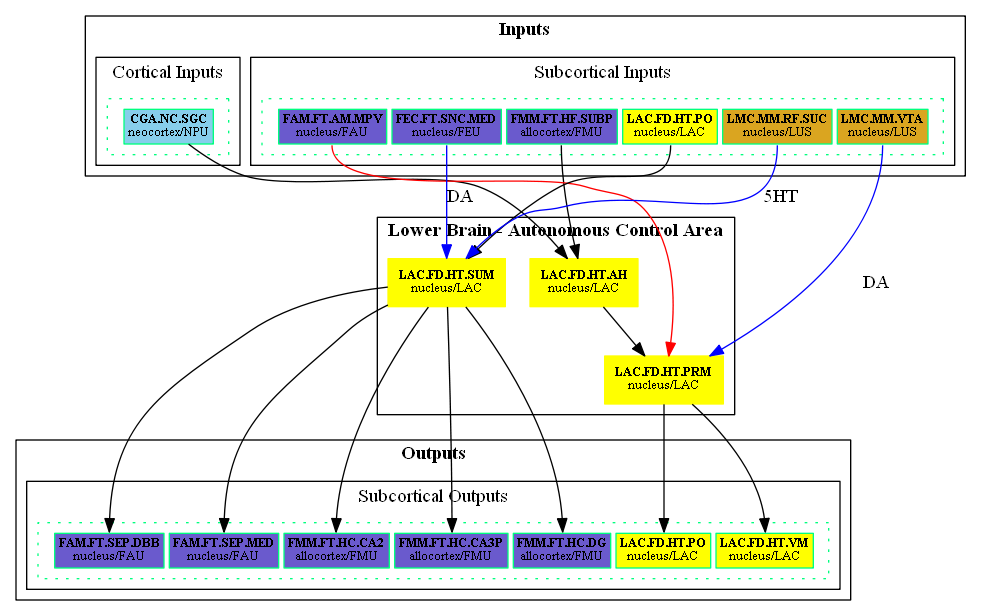 Inputs
Cortical Inputs
Subcortical Inputs
CGA.NC.SGC
neocortex/NPU
FAM.FT.AM.MPV
nucleus/FAU
FEC.FT.SNC.MED
nucleus/FEU
FMM.FT.HF.SUBP
allocortex/FMU
LAC.FD.HT.PO
nucleus/LAC
LMC.MM.RF.SUC
nucleus/LUS
LMC.MM.VTA
nucleus/LUS
DA
5HT
Lower Brain - Autonomous Control Area
LAC.FD.HT.SUM
nucleus/LAC
LAC.FD.HT.AH
nucleus/LAC
DA
LAC.FD.HT.PRM
nucleus/LAC
Outputs
Subcortical Outputs
FAM.FT.SEP.DBB
nucleus/FAU
FAM.FT.SEP.MED
nucleus/FAU
FMM.FT.HC.CA2
allocortex/FMU
FMM.FT.HC.CA3P
allocortex/FMU
FMM.FT.HC.DG
allocortex/FMU
LAC.FD.HT.PO
nucleus/LAC
LAC.FD.HT.VM
nucleus/LAC